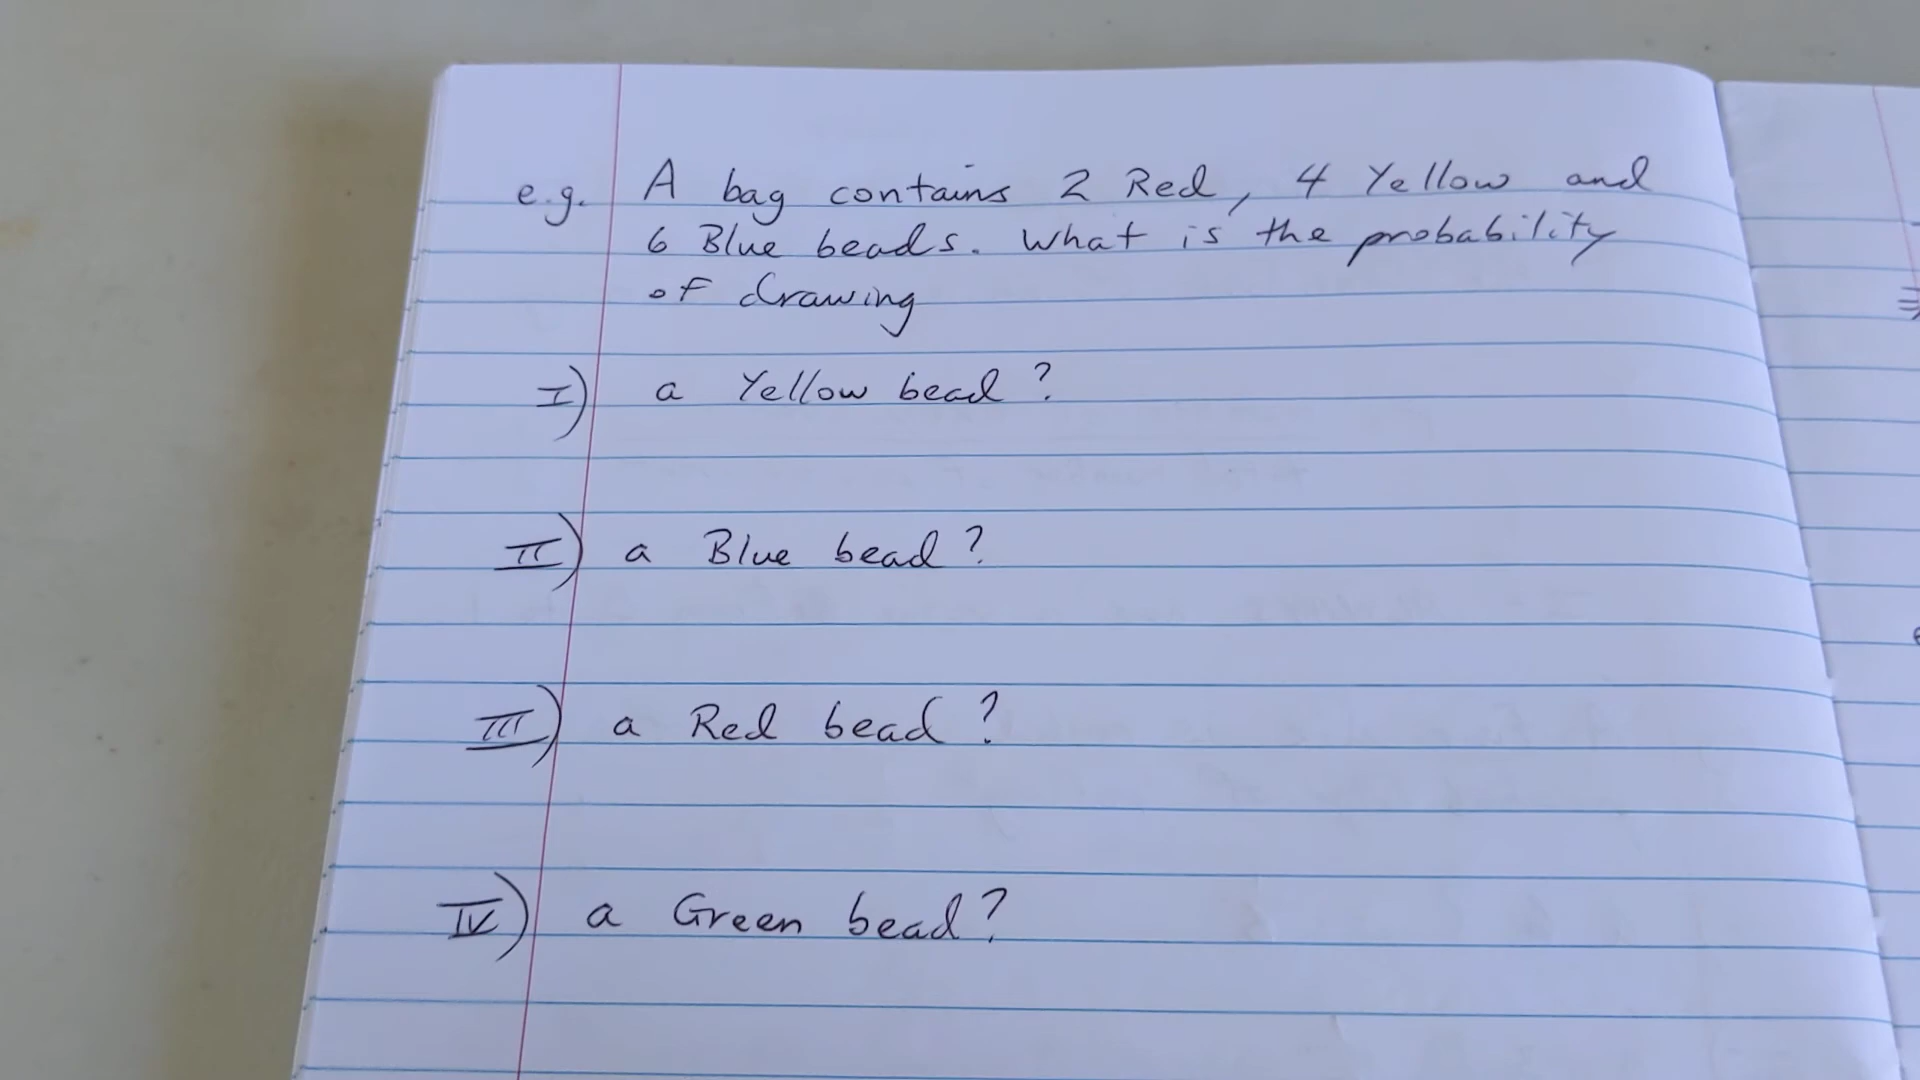 e.g. A bag contains 2 Red, 4 Yellow and
6 Blue beads. What is the probability
of drawing
I) a Yellow bead?
II) a Blue bead?
III) a Red bead?
IV) a Green bead?